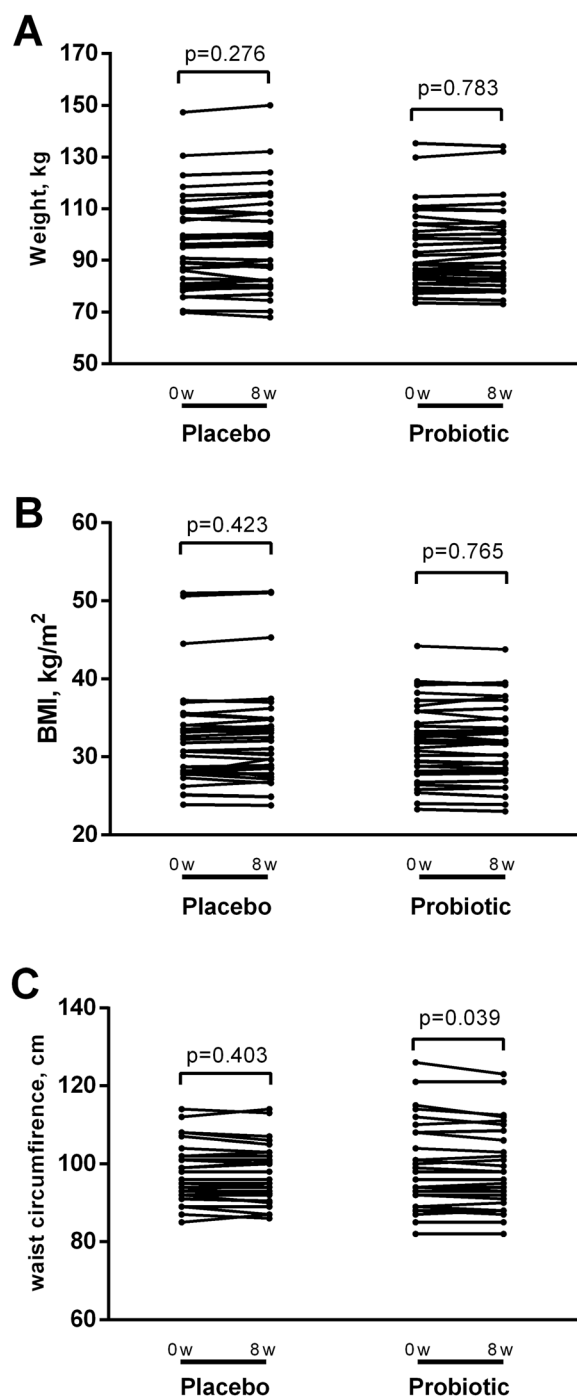 A
170
150
130
110
90
70
50
Weight, kg
p=0.276
p=0.783
0 w 8 w 0 w 8 w
Placebo Probiotic
B
60
50
40
30
20
BMI, kg/m²
p=0.423
p=0.765
0 w 8 w 0 w 8 w
Placebo Probiotic
C
140
120
100
80
60
waist circumfirence, cm
p=0.403
p=0.039
0 w 8 w 0 w 8 w
Placebo Probiotic